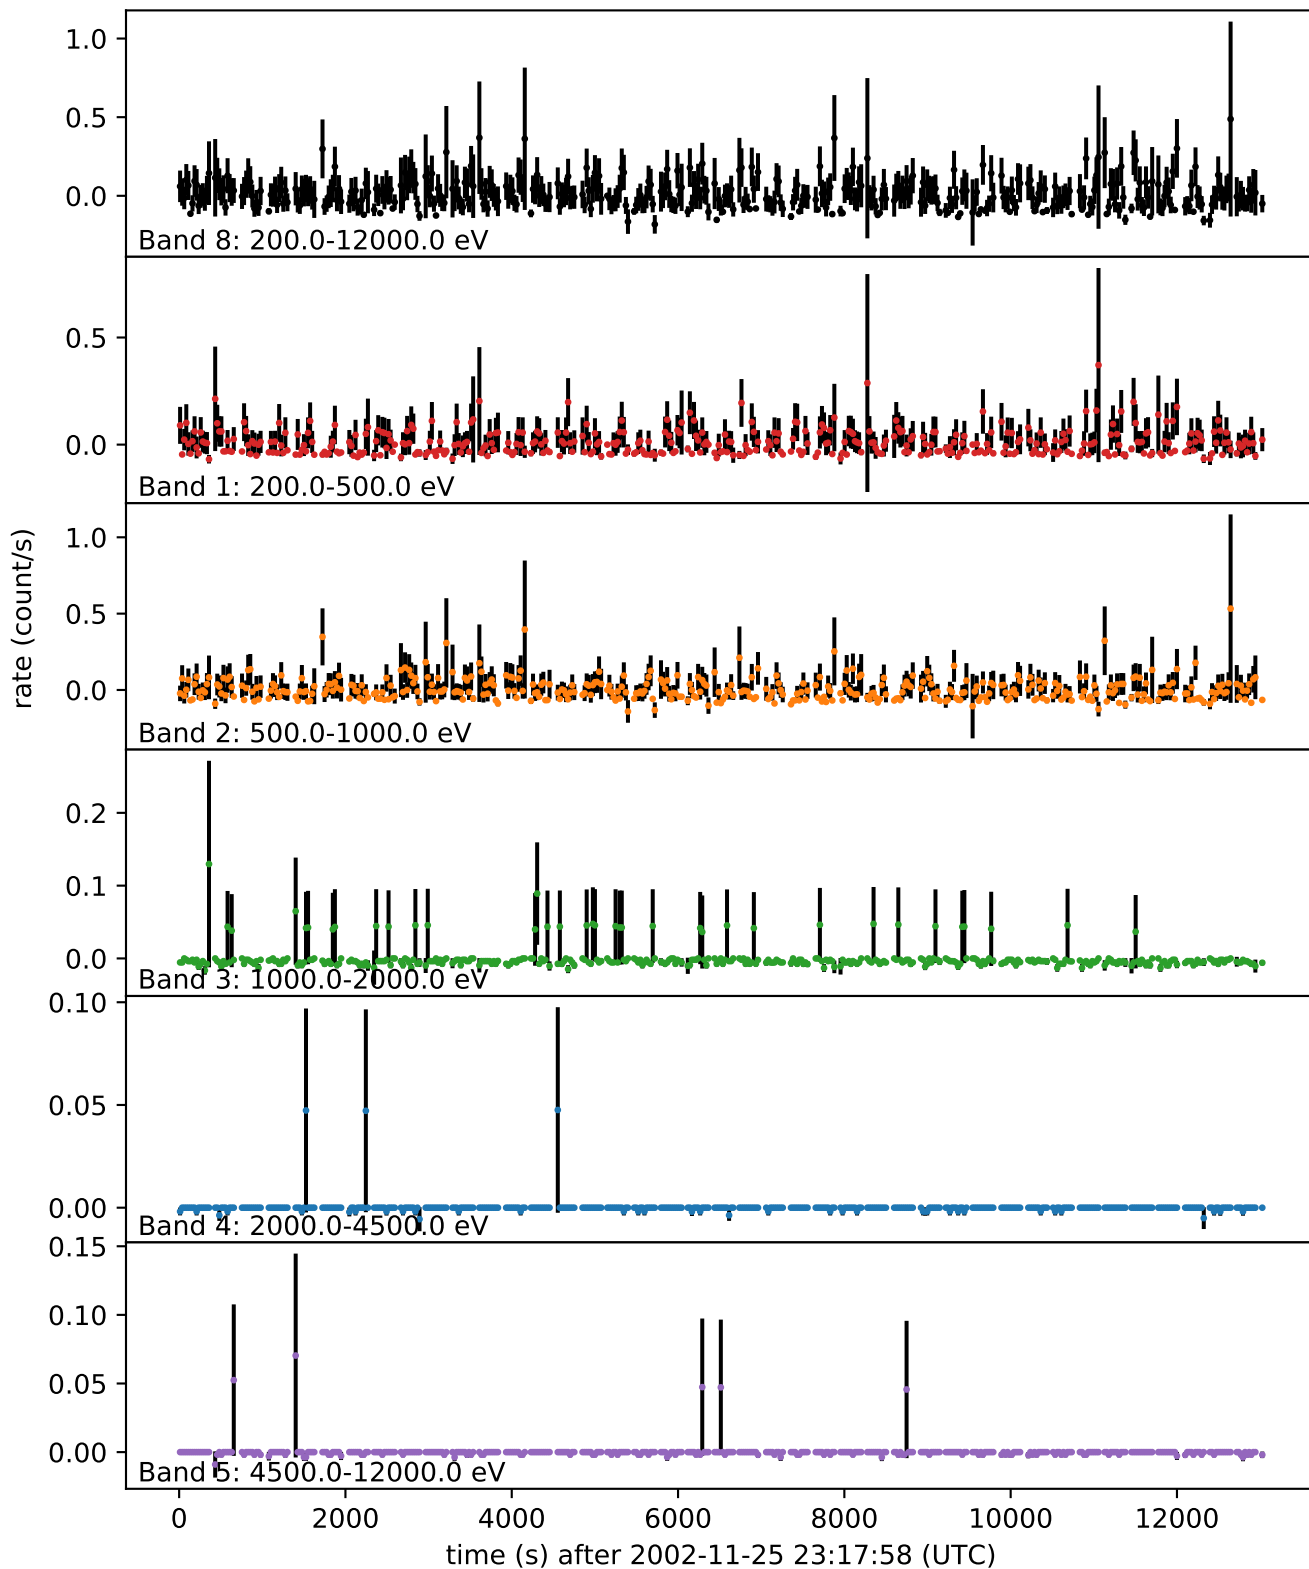 1.0
0.5
0.0
Band 8: 200.0-12000.0 eV
0.5
0.0
Band 1: 200.0-500.0 eV
rate (count/s)
1.0
0.5
0.0
Band 2: 500.0-1000.0 eV
0.2
0.1
0.0
Band 3: 1000.0-2000.0 eV
0.10
0.05
0.00
Band 4: 2000.0-4500.0 eV
0.15
0.10
0.05
0.00
Band 5: 4500.0-12000.0 eV
0 2000 4000 6000 8000 10000 12000
time (s) after 2002-11-25 23:17:58 (UTC)